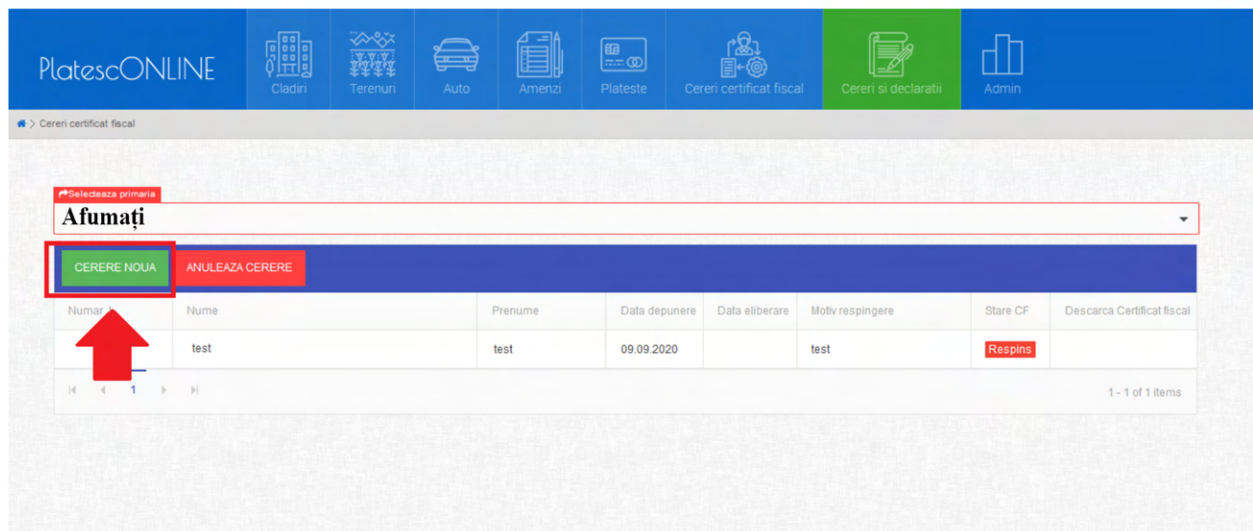 PlatescONLINE
Cladiri
Terenuri
Auto
Amenzi
Plateste
Cereri certificat fiscal
Cereri si declaratii
Admin
> Cereri certificat fiscal
Selecteaza primaria
Afumați
CERERE NOUA ANULEAZA CERERE
Numar Nume Prenume Data depunere Data eliberare Motiv respingere Stare CF Descarca Certificat fiscal
test test 09.09.2020 test Respins
1 1 - 1 of 1 items